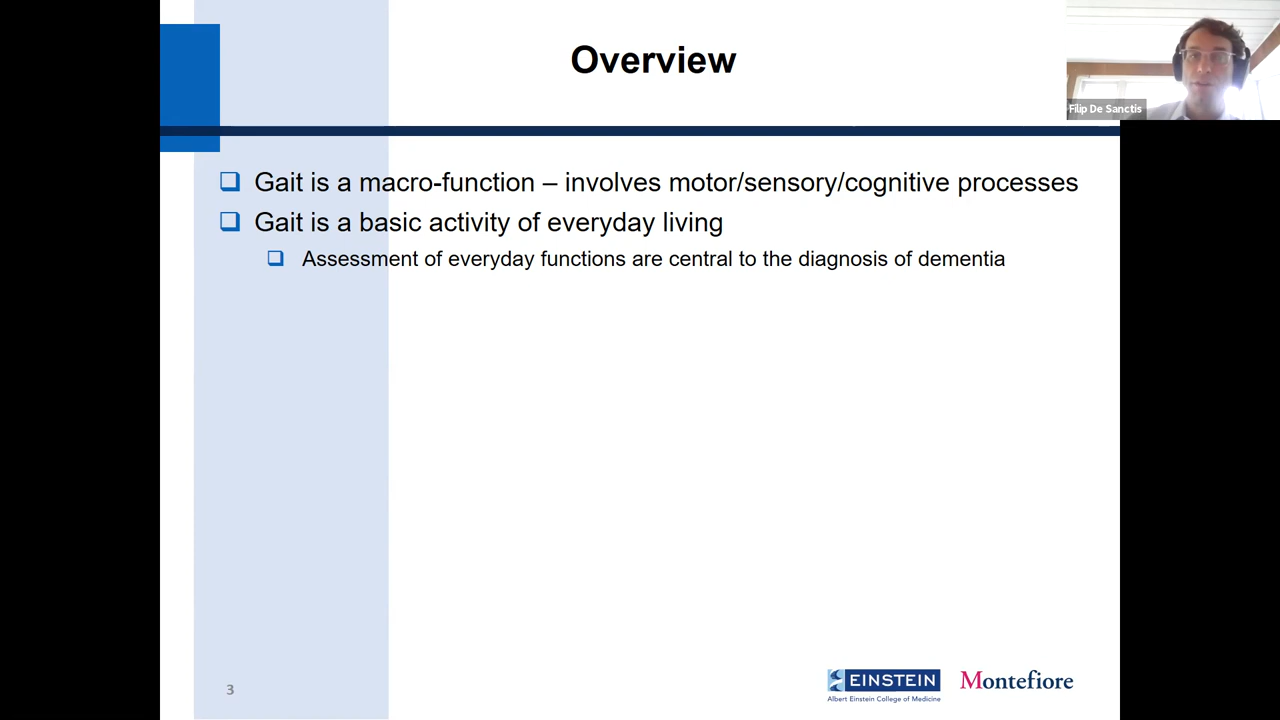 Overview
Filip De Sanctis
Gait is a macro-function – involves motor/sensory/cognitive processes
Gait is a basic activity of everyday living
Assessment of everyday functions are central to the diagnosis of dementia
3
EINSTEIN
Albert Einstein College of Medicine
Montefiore